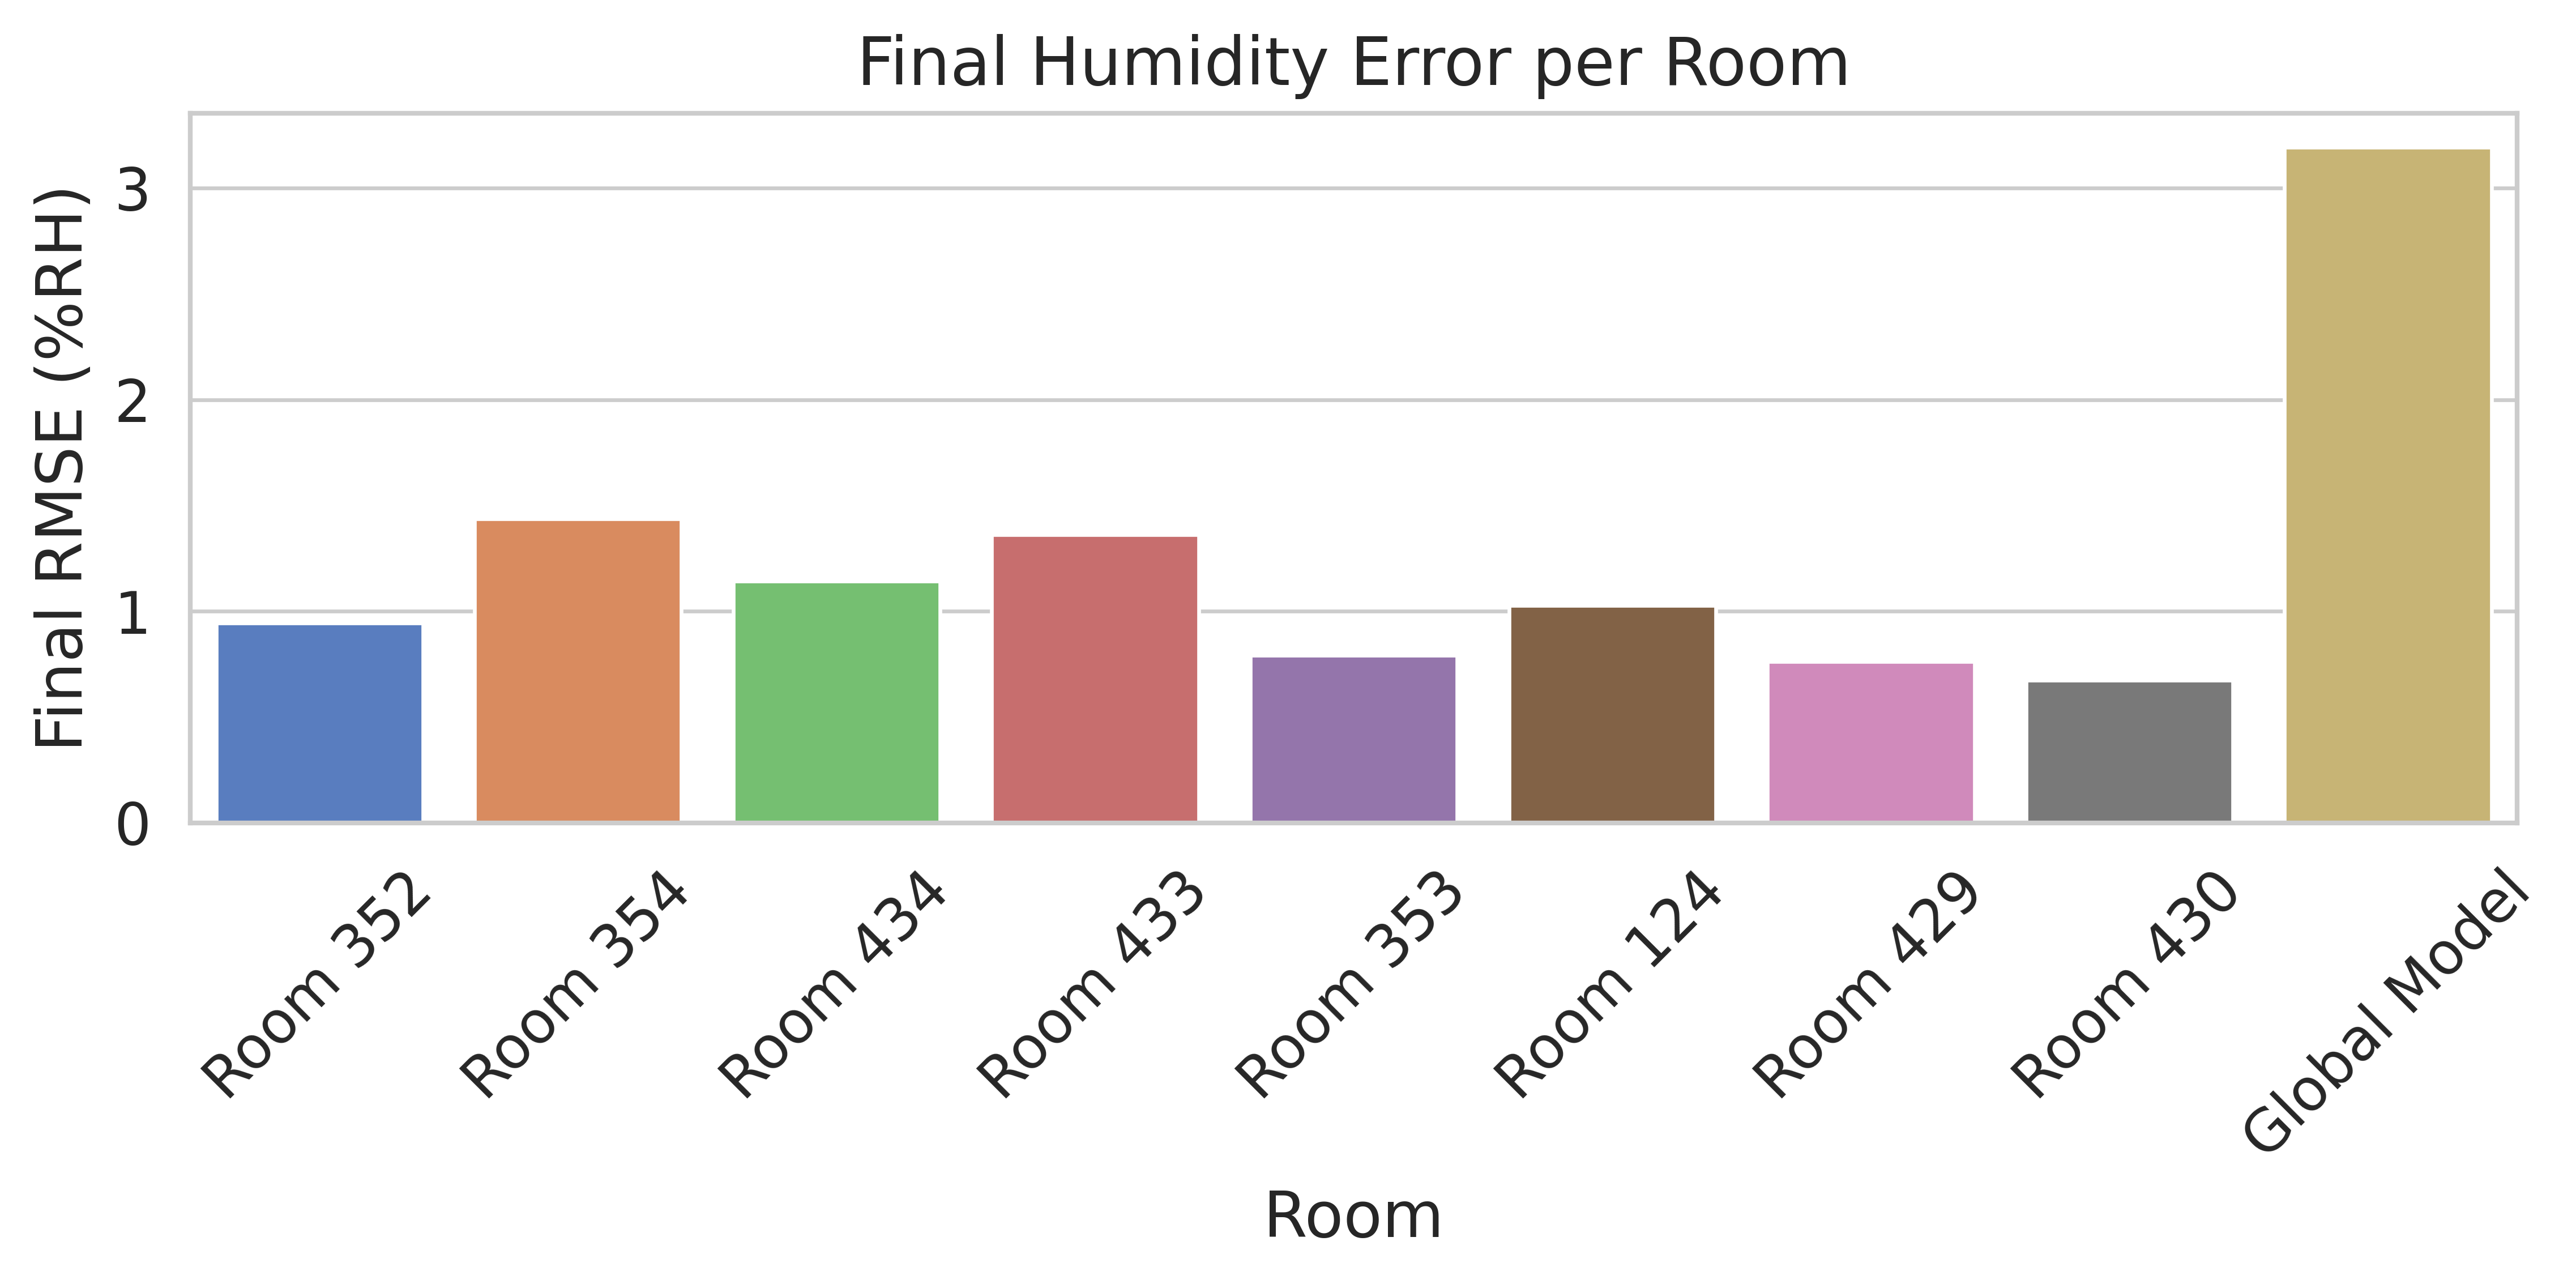 Final Humidity Error per Room
Final RMSE (%RH)
3
2
1
0
Room 352
Room 354
Room 434
Room 433
Room 353
Room 124
Room 429
Room 430
Global Model
Room